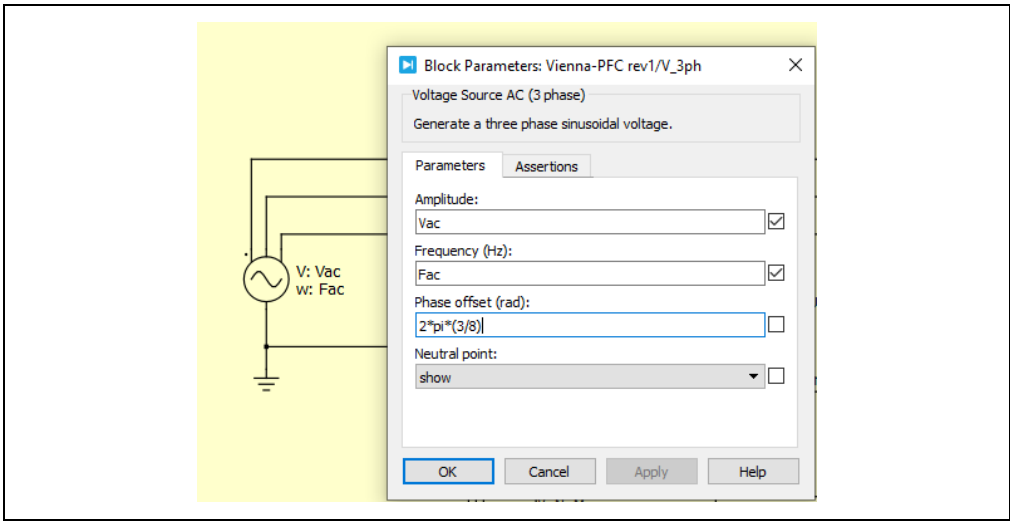 Block Parameters: Vienna-PFC rev1/V_3ph
Voltage Source AC (3 phase)
Generate a three phase sinusoidal voltage.
Parameters
Assertions
Amplitude:
Vac
Frequency (Hz):
Fac
Phase offset (rad):
2*pi*(3/8)
Neutral point:
show
OK
Cancel
Apply
Help
V: Vac
w: Fac